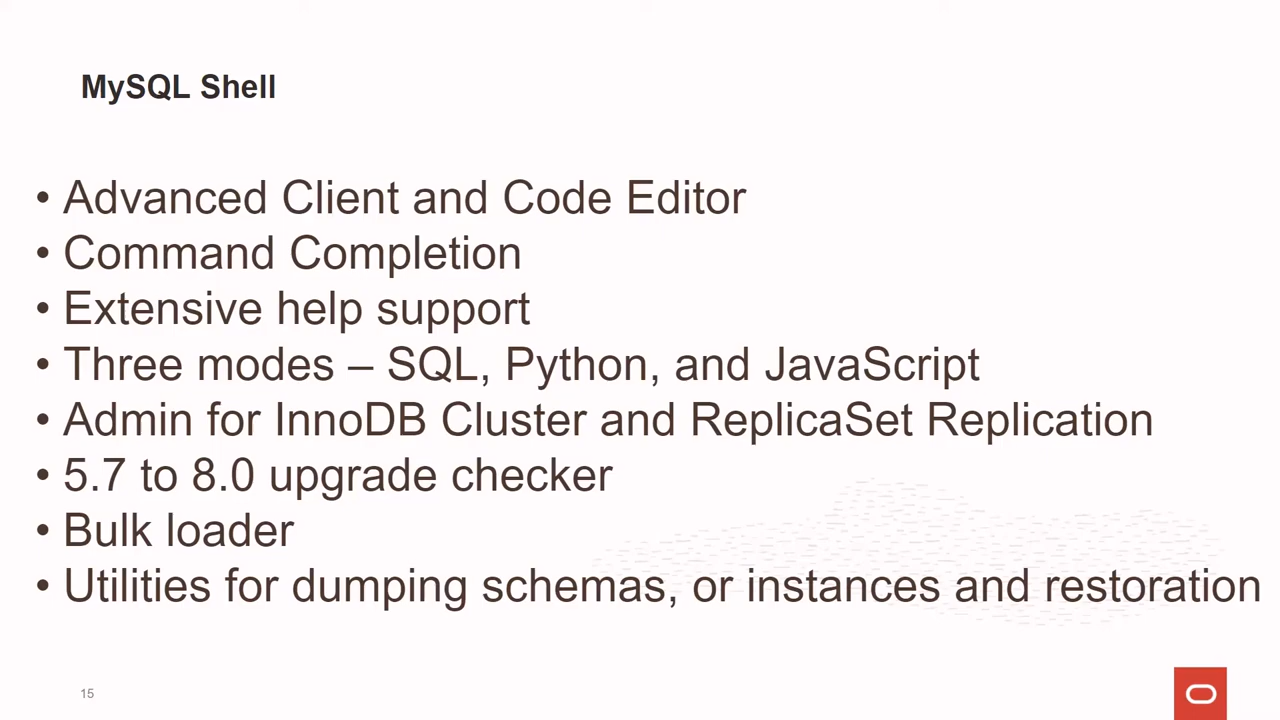 MySQL Shell
• Advanced Client and Code Editor
• Command Completion
• Extensive help support
• Three modes – SQL, Python, and JavaScript
• Admin for InnoDB Cluster and ReplicaSet Replication
• 5.7 to 8.0 upgrade checker
• Bulk loader
• Utilities for dumping schemas, or instances and restoration
15